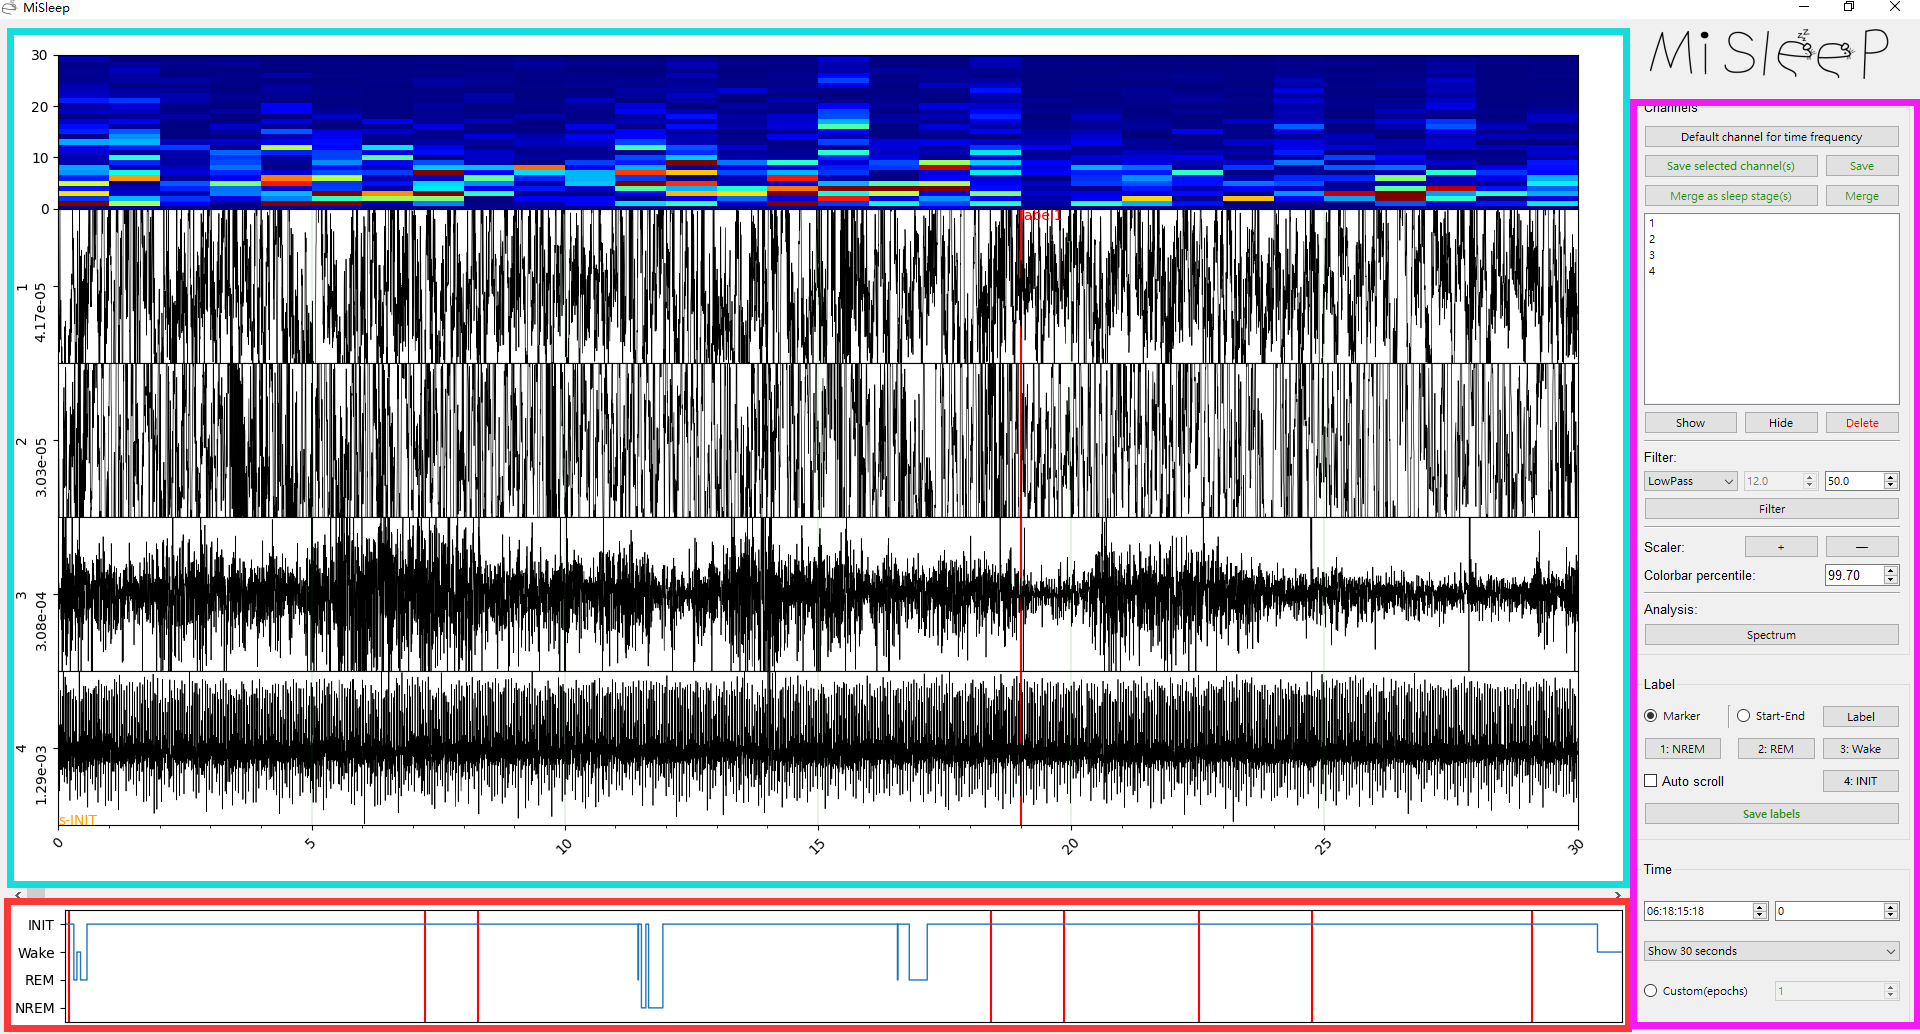 MiSleep
MiSleeP
zz
zz
30
20
10
0
label1
1
4.17e-05
2
3.03e-05
3
3.08e-04
4
1.29e-03
s-INIT
0
5
10
15
20
25
30
INIT
Wake
REM
NREM
Channels
Default channel for time frequency
Save selected channel(s) Save
Merge as sleep stage(s) Merge
1
2
3
4
Show Hide Delete
Filter:
LowPass 12.0 50.0
Filter
Scaler: + —
Colorbar percentile: 99.70
Analysis:
Spectrum
Label
Marker Start-End Label
1: NREM 2: REM 3: Wake
Auto scroll 4: INIT
Save labels
Time
06:18:15:18 0
Show 30 seconds
Custom(epochs) 1